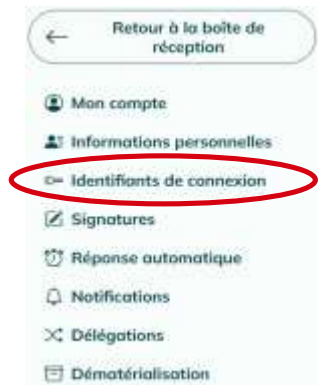 Retour à la boîte de
réception
Mon compte
Informations personnelles
Identifiants de connexion
Signatures
Réponse automatique
Notifications
Délégations
Dématérialisation